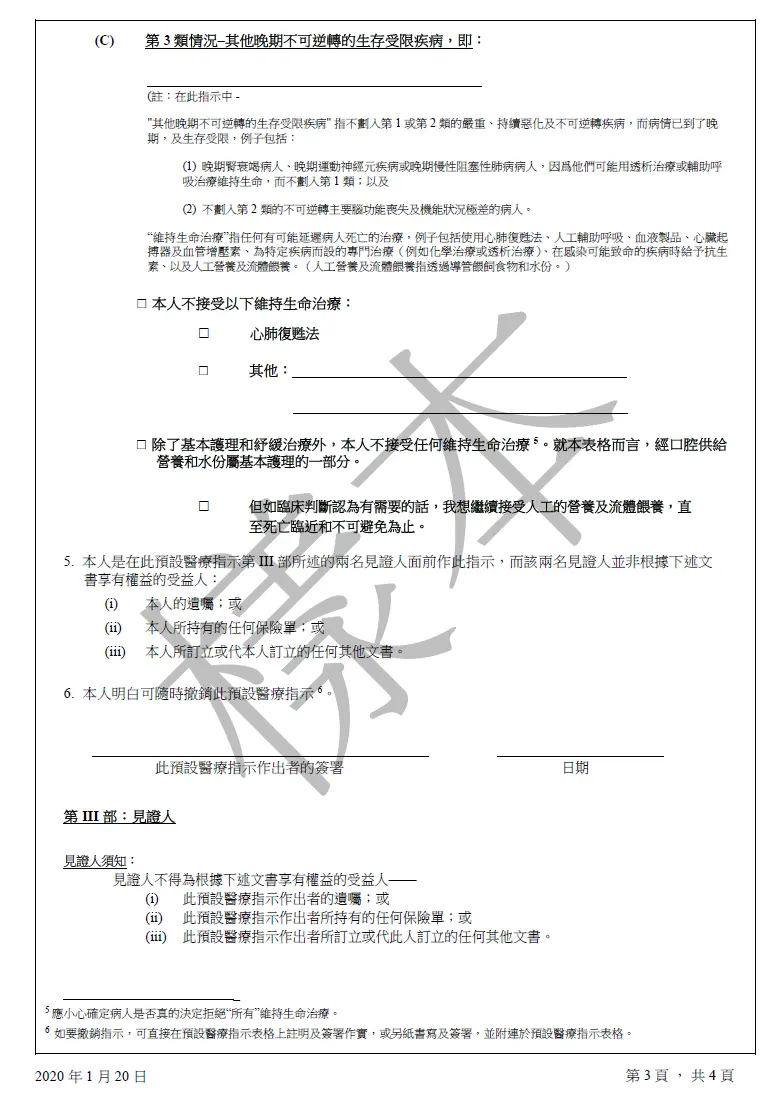 (C) 第 3 類情況–其他晚期不可逆轉的生存受限疾病，即：
(註：在此指示中 -
"其他晚期不可逆轉的生存受限疾病" 指不劃入第 1 或第 2 類的嚴重、持續惡化及不可逆轉疾病，而病情已到了晚
期，及生存受限，例子包括：
(1) 晚期腎衰竭病人、晚期運動神經元疾病或晚期慢性阻塞性肺病病人，因爲他們可能用透析治療或輔助呼
吸治療維持生命，而不劃入第 1 類；以及
(2) 不劃入第 2 類的不可逆轉主要腦功能喪失及機能狀況極差的病人。
“維持生命治療”指任何有可能延遲病人死亡的治療，例子包括使用心肺復甦法、人工輔助呼吸、血液製品、心臟起
搏器及血管增壓素、為特定疾病而設的專門治療（例如化學治療或透析治療）、在感染可能致命的疾病時給予抗生
素、以及人工營養及流體餵養。（人工營養及流體餵養指透過導管餵飼食物和水份。）
□ 本人不接受以下維持生命治療：
□ 心肺復甦法
□ 其他：
□ 除了基本護理和紓緩治療外，本人不接受任何維持生命治療 5。就本表格而言，經口腔供給
營養和水份屬基本護理的一部分。
□ 但如臨床判斷認為有需要的話，我想繼續接受人工的營養及流體餵養，直
至死亡臨近和不可避免為止。
5. 本人是在此預設醫療指示第 III 部所述的兩名見證人面前作此指示，而該兩名見證人並非根據下述文
書享有權益的受益人：
(i) 本人的遺囑；或
(ii) 本人所持有的任何保險單；或
(iii) 本人所訂立或代本人訂立的任何其他文書。
6. 本人明白可隨時撤銷此預設醫療指示 6。
此預設醫療指示作出者的簽署 日期
第 III 部：見證人
見證人須知：
見證人不得為根據下述文書享有權益的受益人——
(i) 此預設醫療指示作出者的遺囑；或
(ii) 此預設醫療指示作出者所持有的任何保險單；或
(iii) 此預設醫療指示作出者所訂立或代此人訂立的任何其他文書。
5 應小心確定病人是否真的決定拒絕“所有”維持生命治療。
6 如要撤銷指示，可直接在預設醫療指示表格上註明及簽署作實，或另紙書寫及簽署，並附連於預設醫療指示表格。
2020 年 1 月 20 日 第 3 頁 ， 共 4 頁
樣本